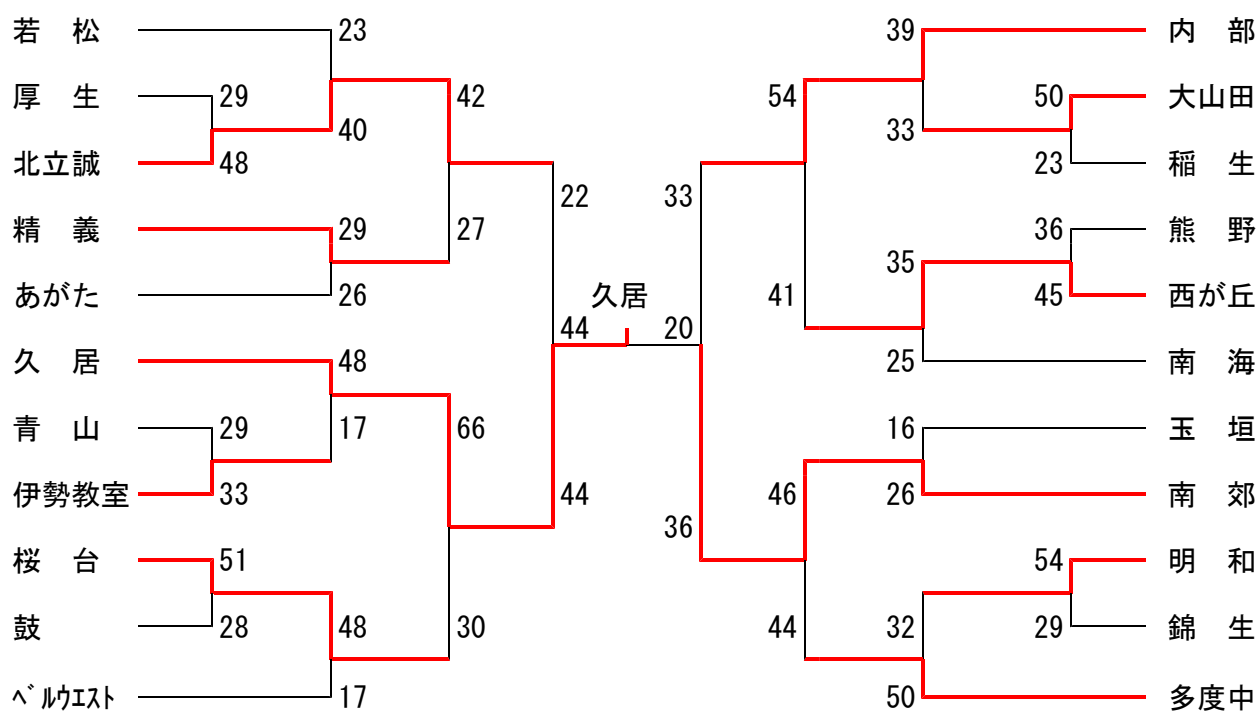 若　松 23 39 内　部
厚　生 29 42 54 50 大山田
40 33
北立誠 48 23 稲　生
22 33
精　義 29 27 36 熊　野
35
あがた 26 久居 41 45 西が丘
44 20
久　居 48 25 南　海
青　山 29 17 66 16 玉　垣
伊勢教室 33 44 46 26 南　郊
36
桜　台 51 54 明　和
鼓 28 48 30 44 32 29 錦　生
ベルウエスト 17 50 多度中